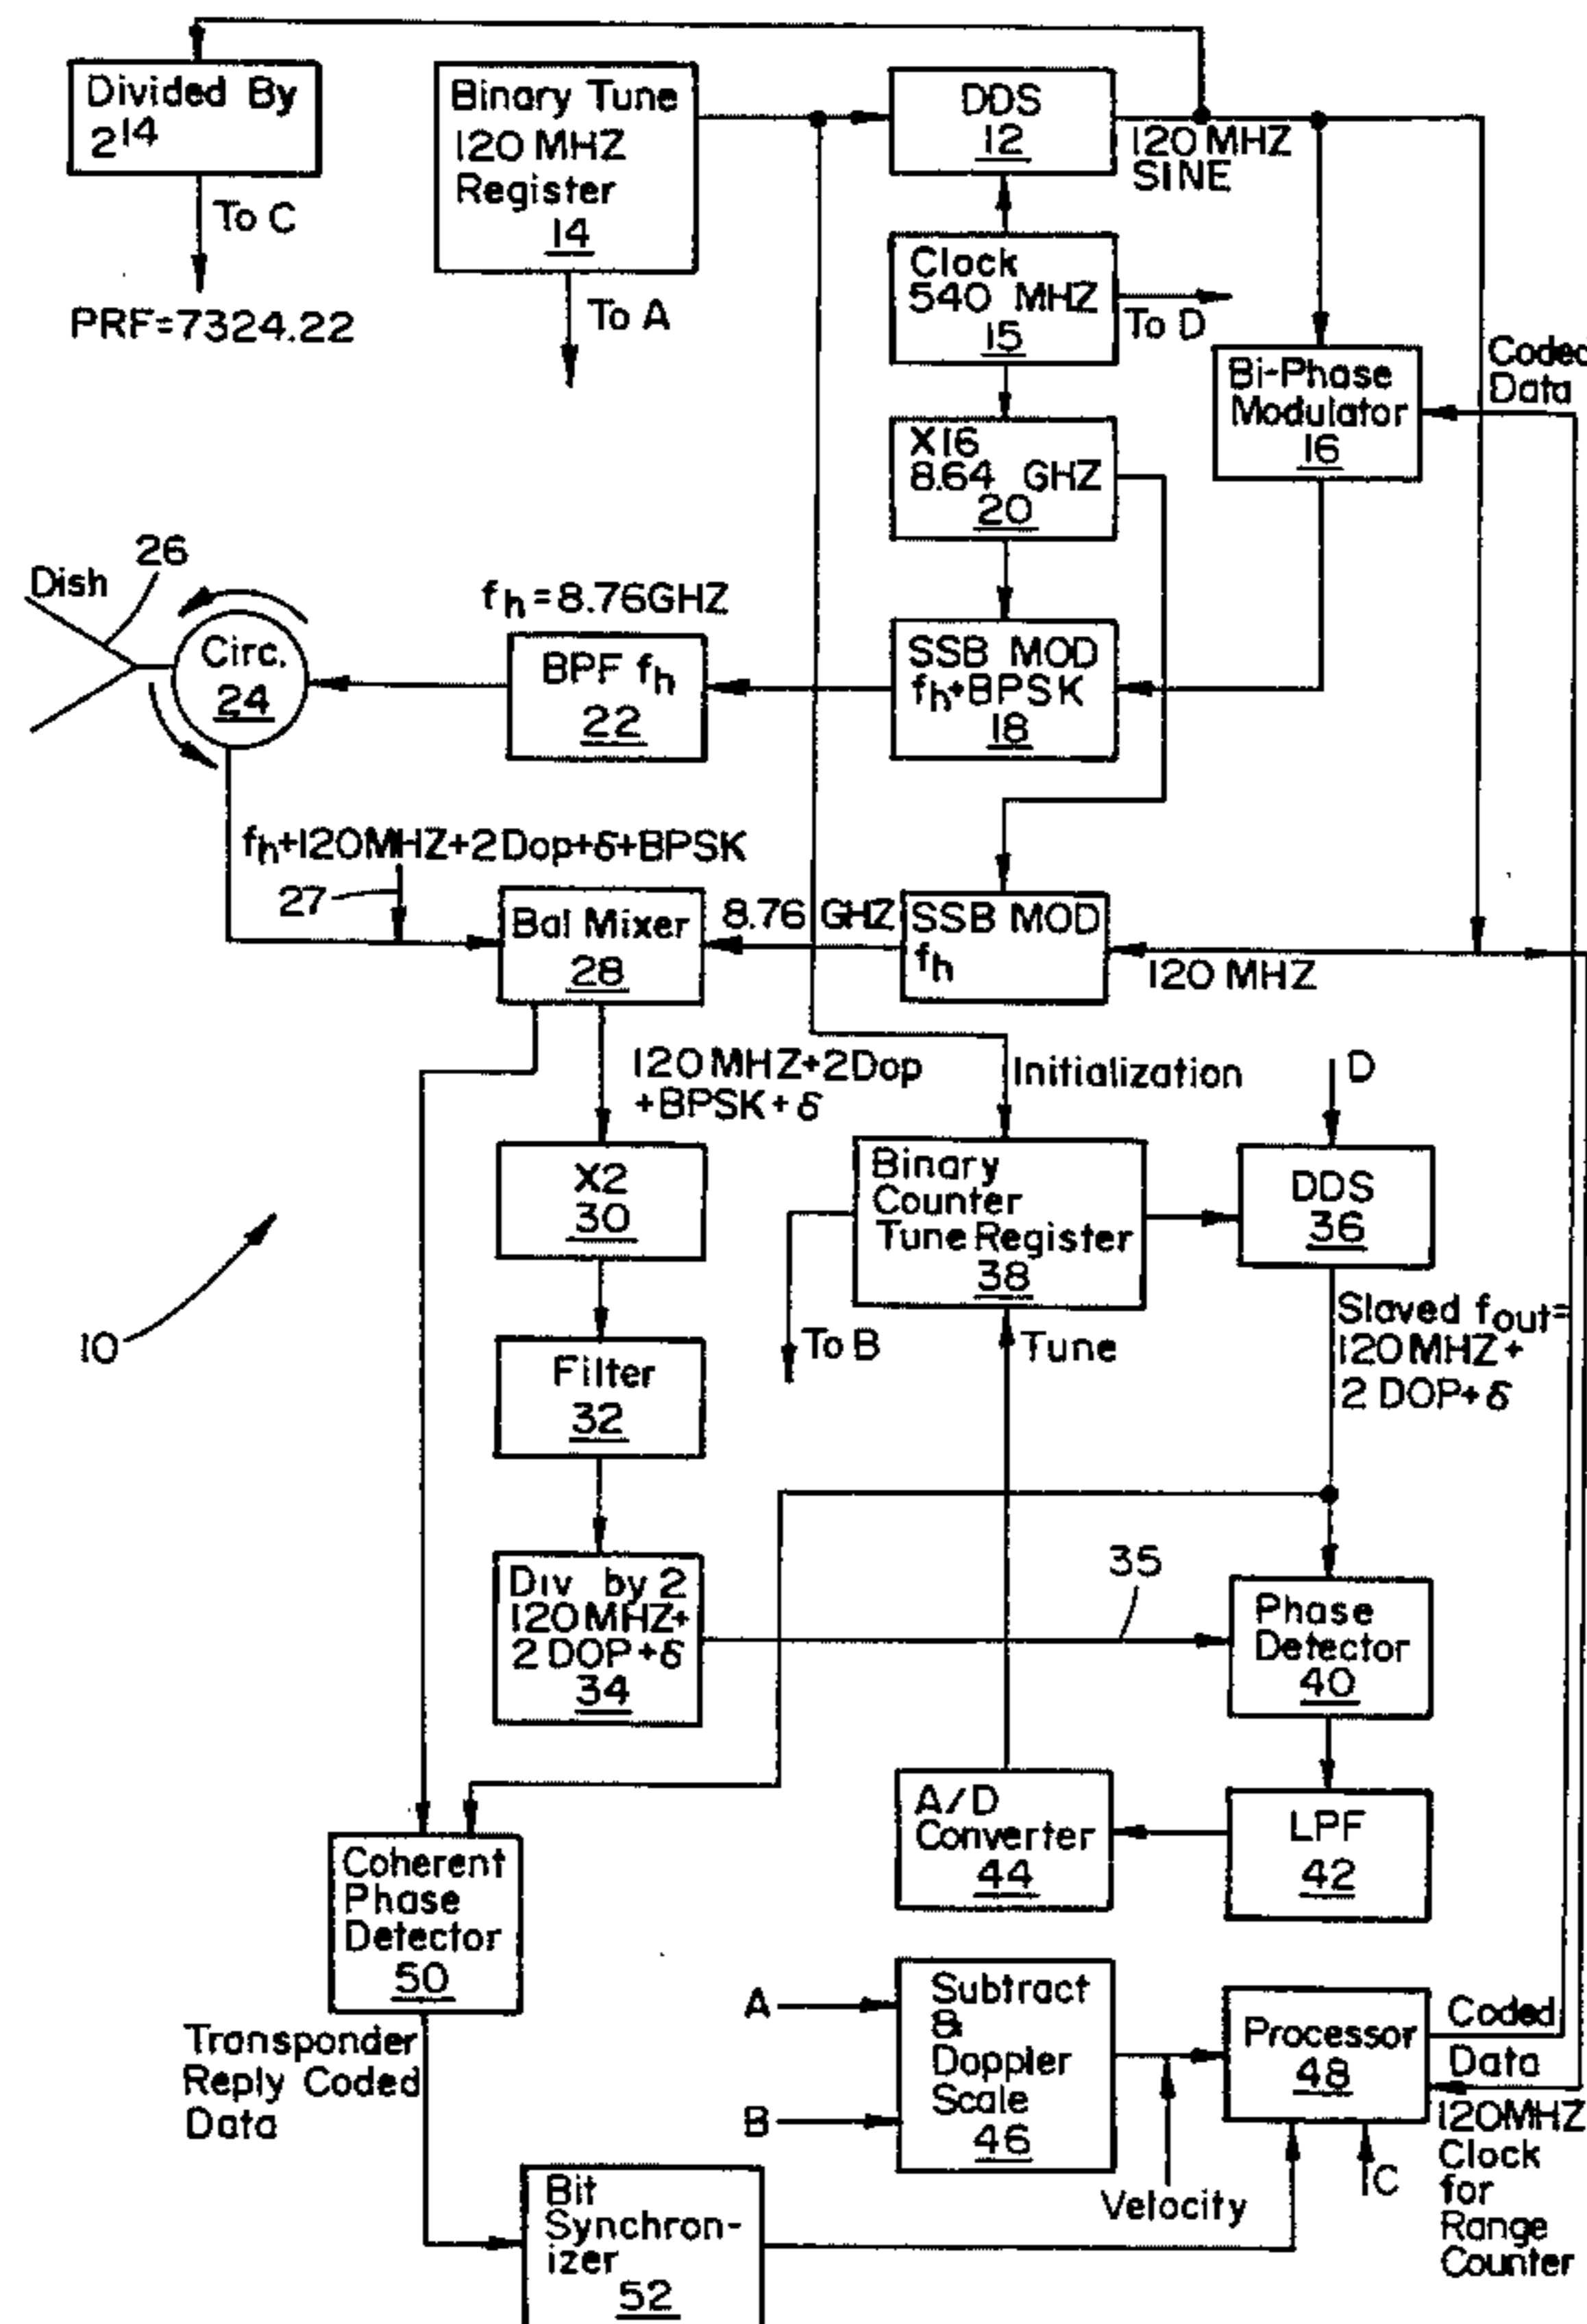 Divided By
2^14
To C
PRF=7324.22
Binary Tune
120 MHZ
Register
14
To A
DDS
12
120 MHZ
SINE
Clock
540 MHZ
15
To D
Bi-Phase
Modulator
16
Coded
Data
X16
8.64 GHZ
20
26
Dish
Circ.
24
f_h=8.76GHZ
BPF f_h
22
SSB MOD
f_h+BPSK
18
f_h+120MHZ+2Dop+δ+BPSK
27
Bal Mixer
28
8.76 GHZ
SSB MOD
f_h
120 MHZ
120MHZ+2Dop
+BPSK+δ
Initialization
D
X2
30
Binary
Counter
Tune Register
38
DDS
36
10
To B
Tune
Slaved f_out=
120MHZ+
2 DOP+δ
Filter
32
Div by 2
120MHZ+
2 DOP+δ
34
35
Phase
Detector
40
A/D
Converter
44
LPF
42
Coherent
Phase
Detector
50
Transponder
Reply Coded
Data
A
B
Subtract
&
Doppler
Scale
46
Velocity
Processor
48
Coded
Data
120MHZ
Clock
for
Range
Counter
C
Bit
Synchron-
izer
52